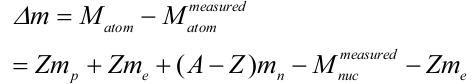 Δm = M_atom − M_atom^measured
= Zm_p + Zm_e + (A − Z)m_n − M_nuc^measured − Zm_e